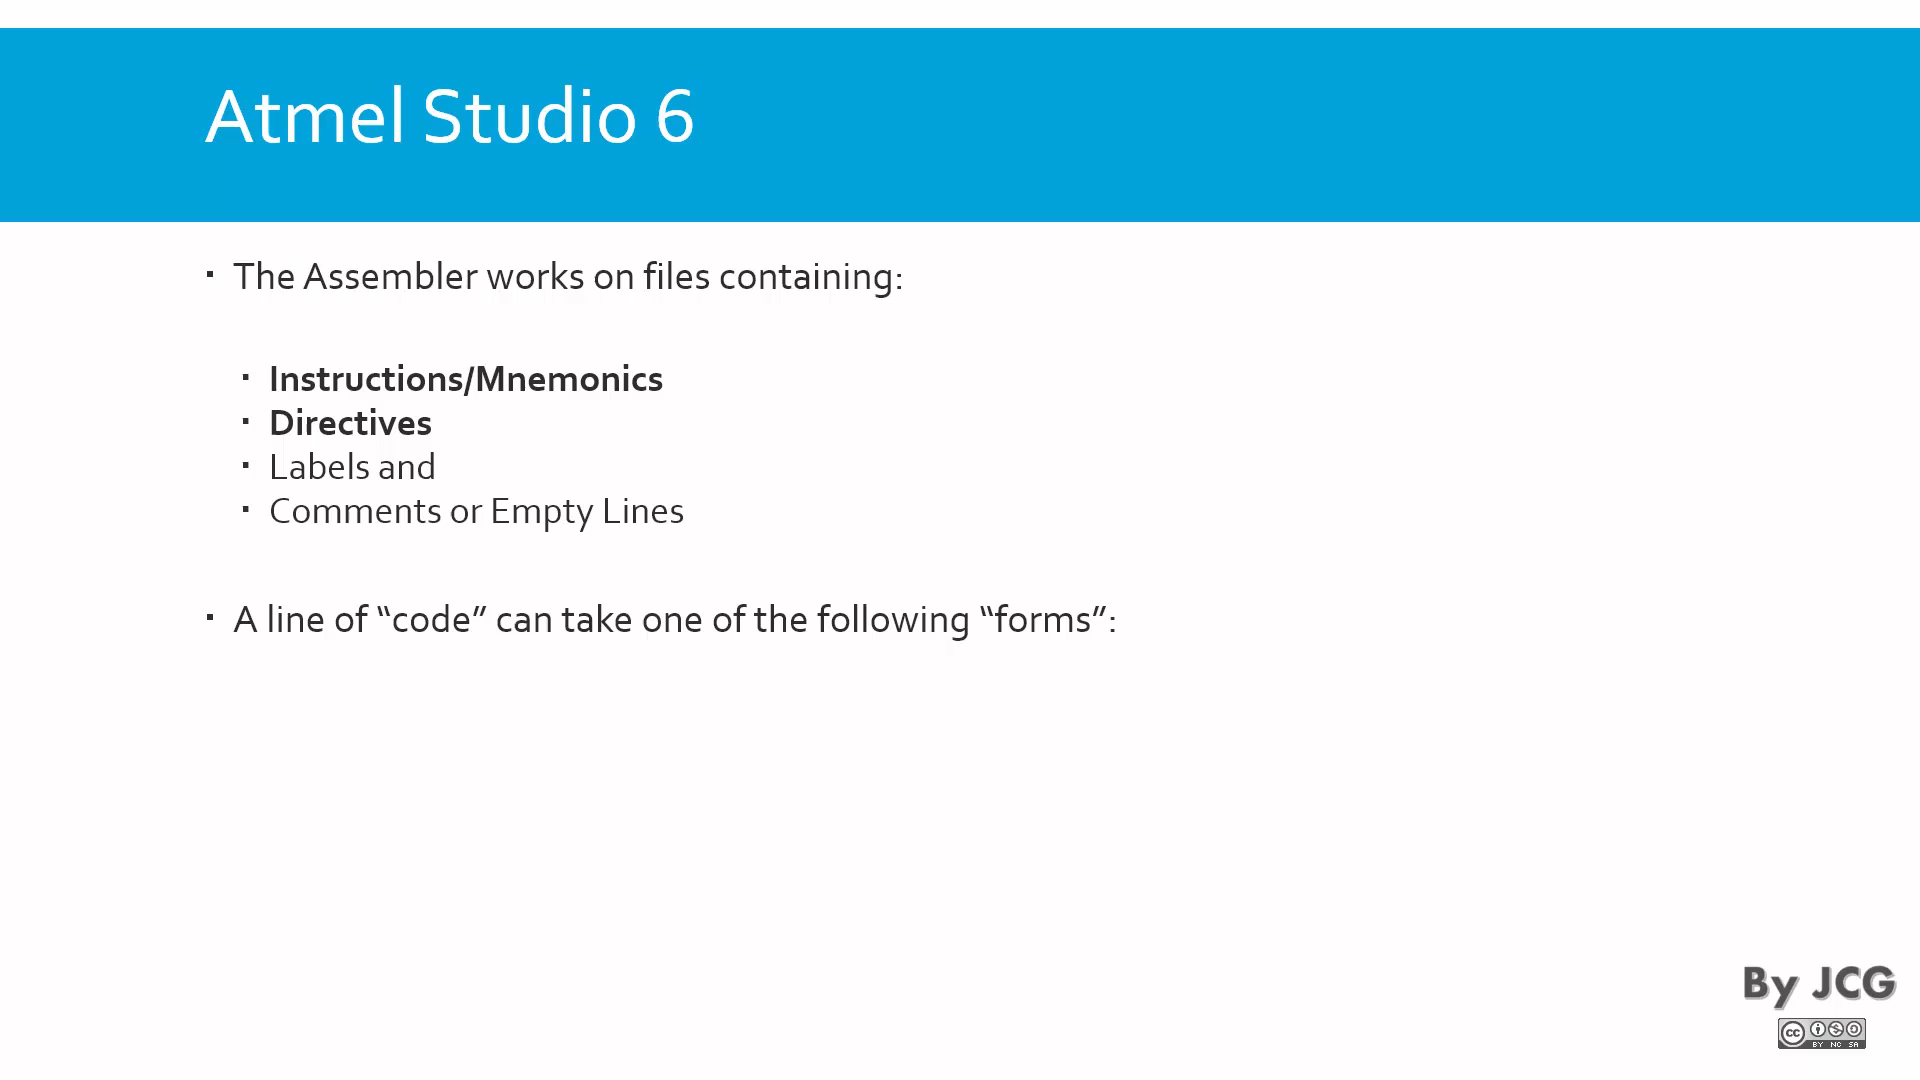 Atmel Studio 6
▪ The Assembler works on files containing:
▪ Instructions/Mnemonics
▪ Directives
▪ Labels and
▪ Comments or Empty Lines
▪ A line of “code” can take one of the following “forms”:
By JCG
cc
BY NC SA